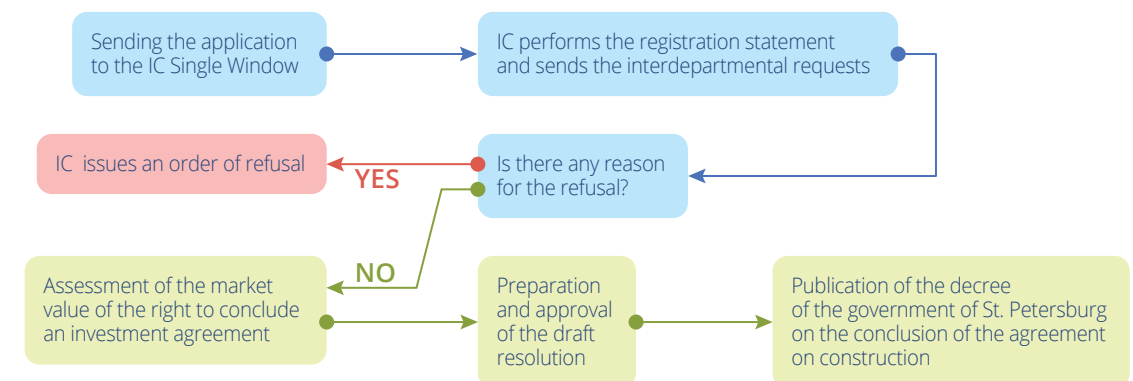 Sending the application
to the IC Single Window
IC performs the registration statement
and sends the interdepartmental requests
IC issues an order of refusal
YES
Is there any reason
for the refusal?
NO
Assessment of the market
value of the right to conclude
an investment agreement
Preparation
and approval
of the draft
resolution
Publication of the decree
of the government of St. Petersburg
on the conclusion of the agreement
on construction